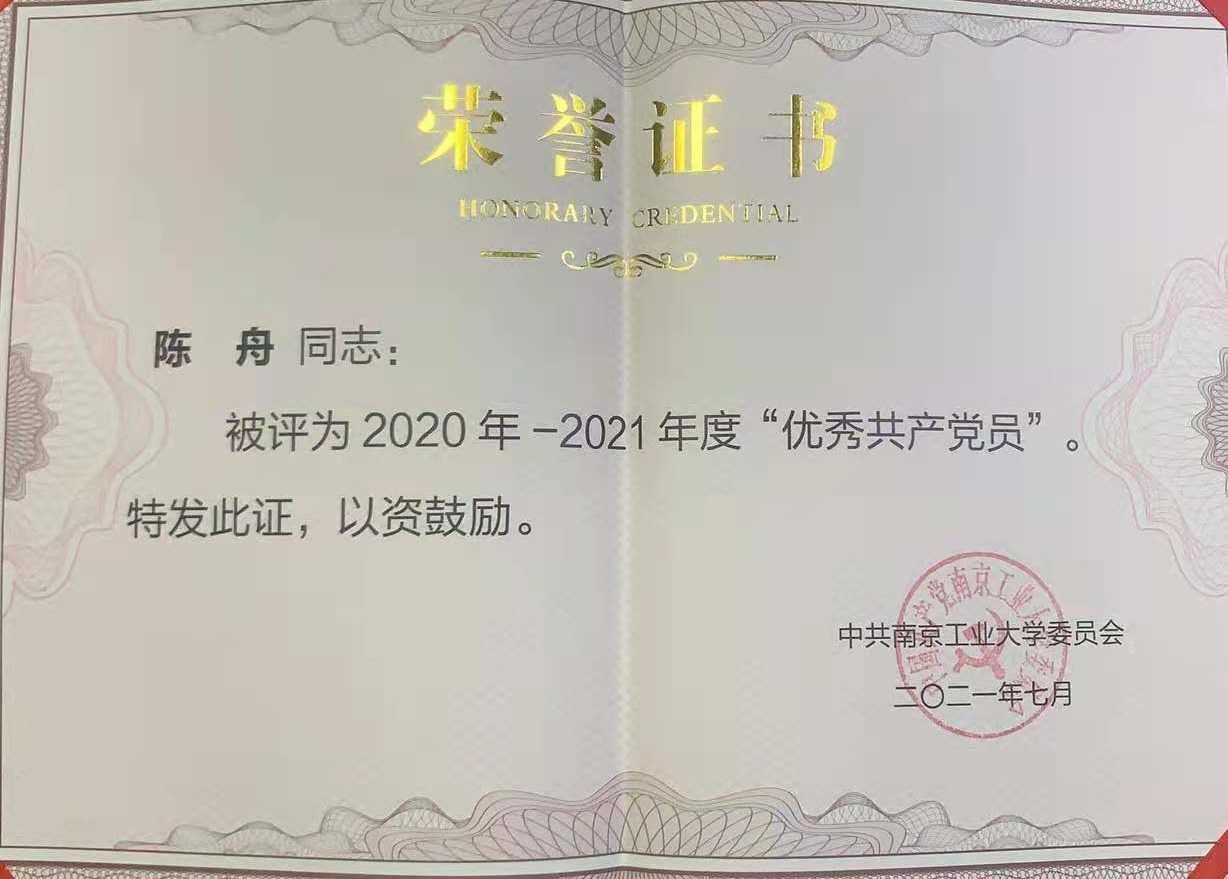 荣誉证书
HONORARY CREDENTIAL
陈 舟 同志：
被评为 2020 年－2021 年度“优秀共产党员”。
特发此证，以资鼓励。
中共南京工业大学委员会
二〇二一年七月